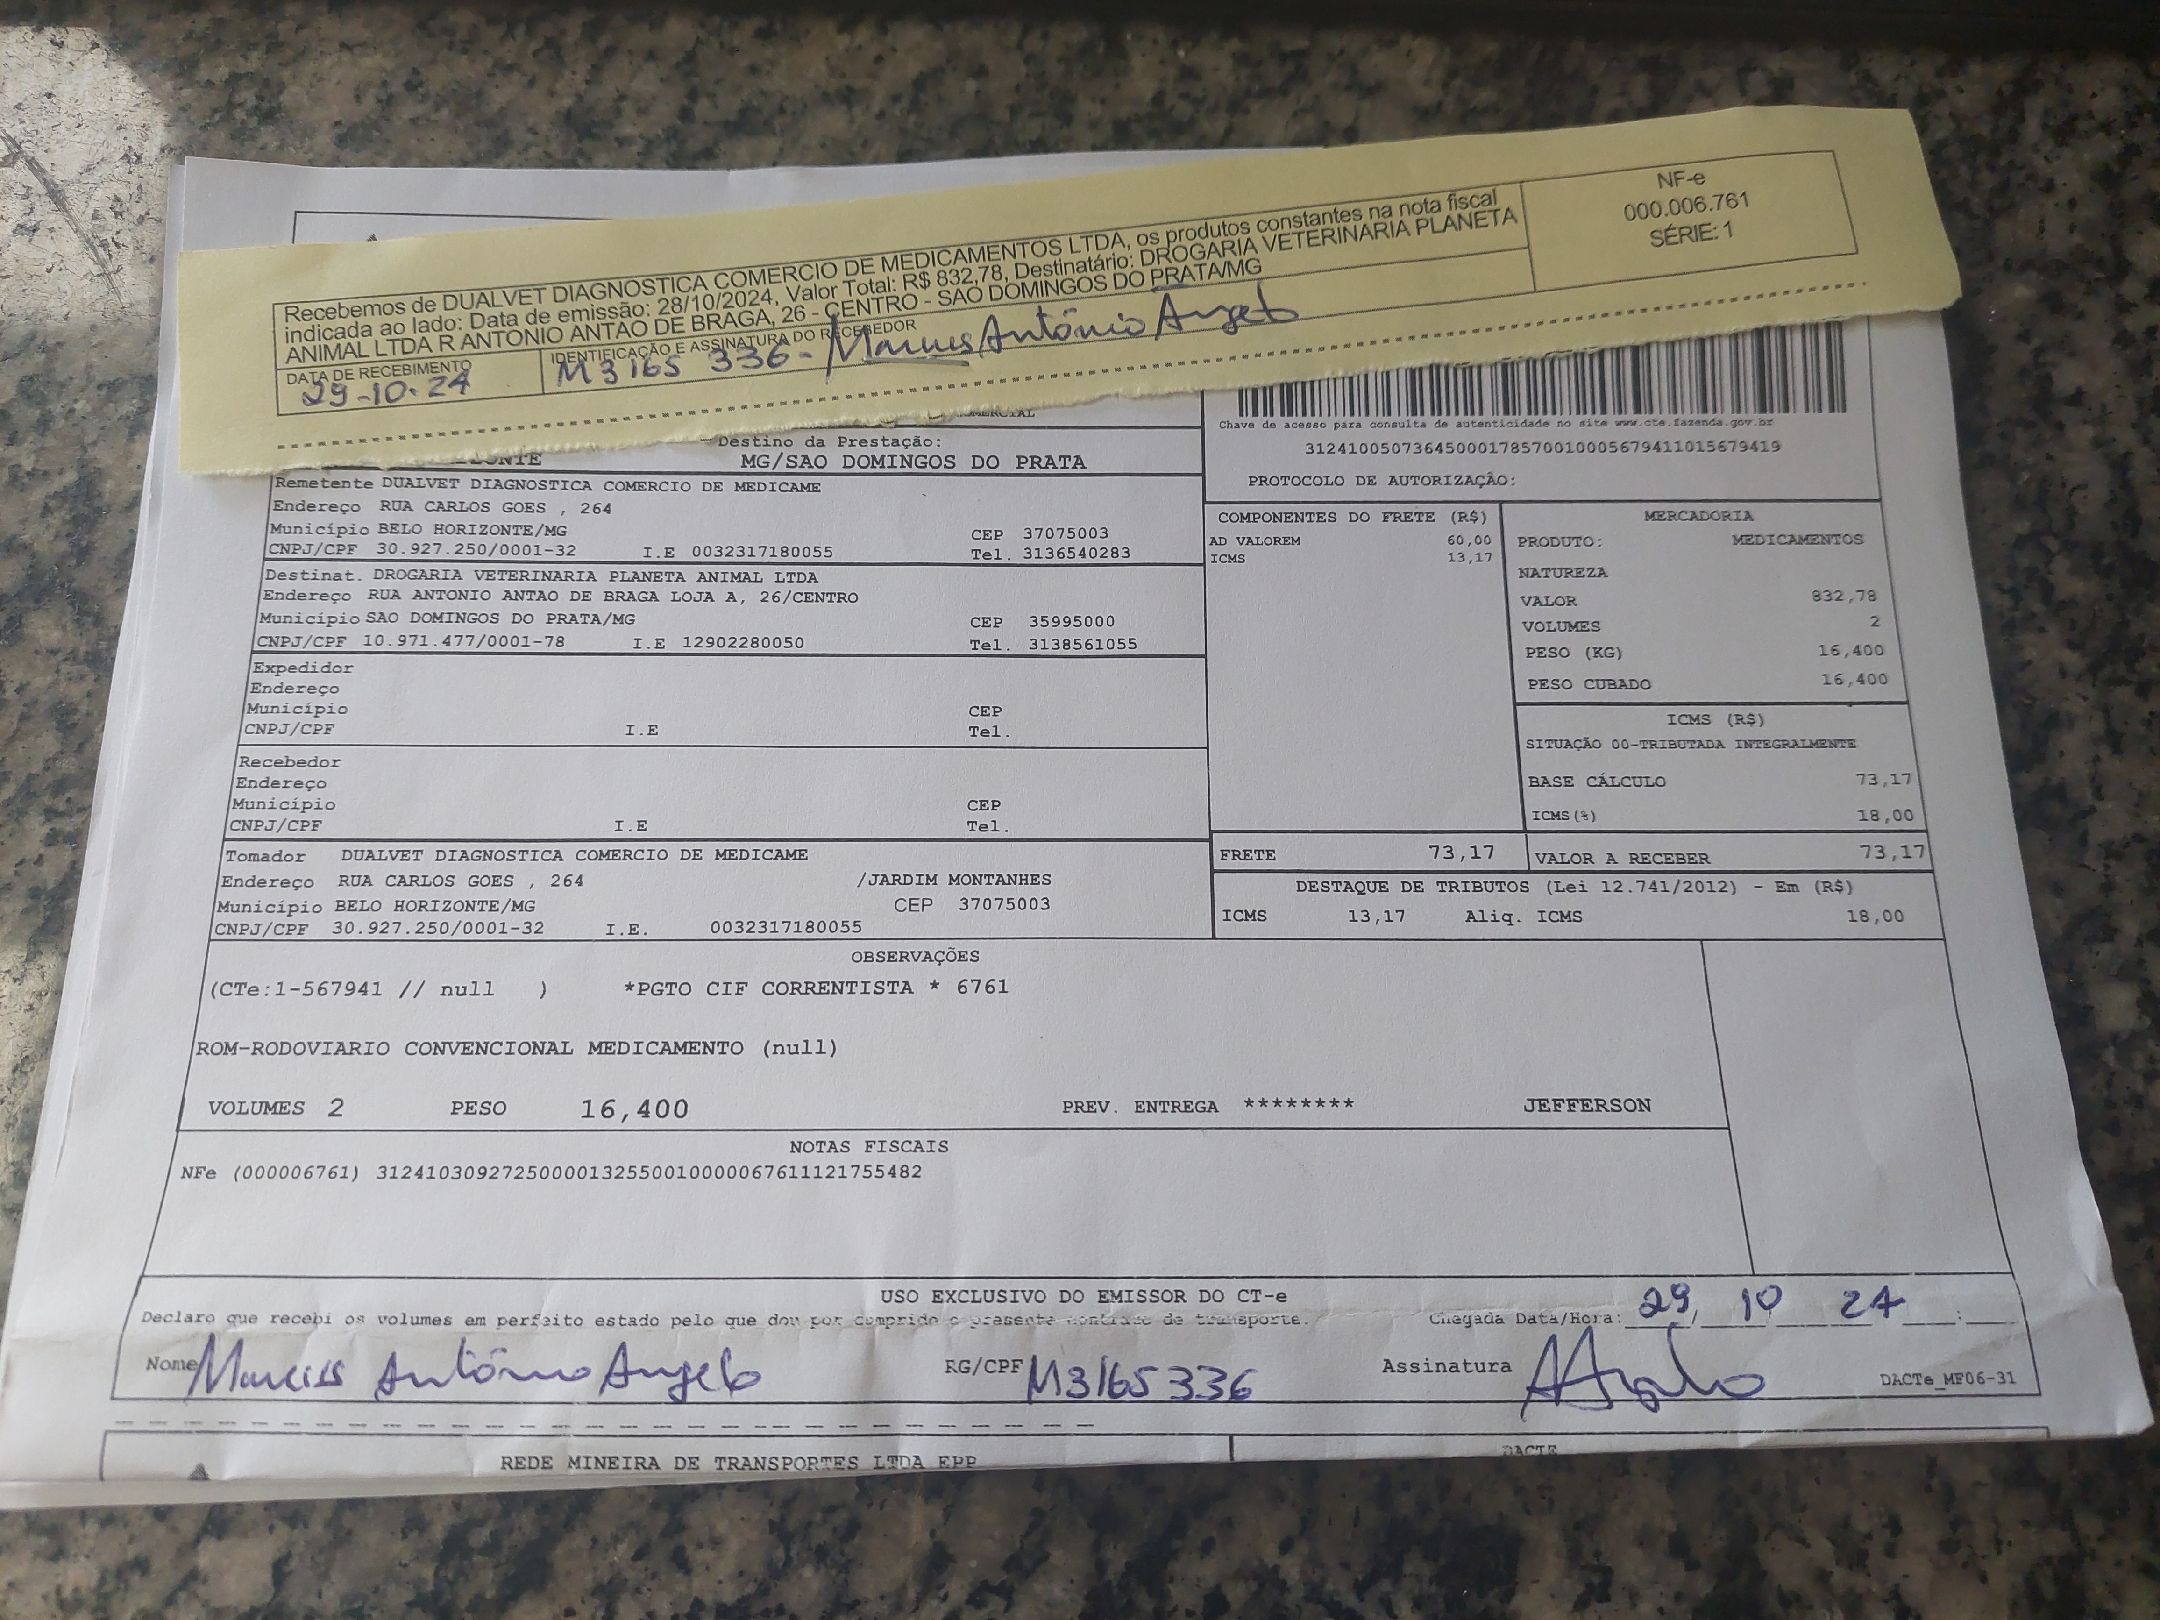 Recebemos de DUALVET DIAGNOSTICA COMERCIO DE MEDICAMENTOS LTDA, os produtos constantes na nota fiscal
indicada ao lado: Data de emissão: 28/10/2024, Valor Total: R$ 832,78, Destinatário: DROGARIA VETERINARIA PLANETA
ANIMAL LTDA R ANTONIO ANTAO DE BRAGA, 26 - CENTRO - SAO DOMINGOS DO PRATA/MG
NF-e
000.006.761
SÉRIE: 1
DATA DE RECEBIMENTO
29-10-24
IDENTIFICAÇÃO E ASSINATURA DO RECEBEDOR
M3165 336 - Marcus Antônio Angelo
Chave de acesso para consulta de autenticidade no site www.cte.fazenda.gov.br
31241005073645000178570010005679411015679419
PROTOCOLO DE AUTORIZAÇÃO:
Destino da Prestação:
MG/SAO DOMINGOS DO PRATA
Remetente DUALVET DIAGNOSTICA COMERCIO DE MEDICAME
Endereço RUA CARLOS GOES , 264
Município BELO HORIZONTE/MG CEP 37075003
CNPJ/CPF 30.927.250/0001-32 I.E 0032317180055 Tel. 3136540283
Destinat. DROGARIA VETERINARIA PLANETA ANIMAL LTDA
Endereço RUA ANTONIO ANTAO DE BRAGA LOJA A, 26/CENTRO
Município SAO DOMINGOS DO PRATA/MG CEP 35995000
CNPJ/CPF 10.971.477/0001-78 I.E 12902280050 Tel. 3138561055
Expedidor
Endereço
Município CEP
CNPJ/CPF I.E Tel.
Recebedor
Endereço
Município CEP
CNPJ/CPF I.E Tel.
Tomador DUALVET DIAGNOSTICA COMERCIO DE MEDICAME
Endereço RUA CARLOS GOES , 264 /JARDIM MONTANHES
Município BELO HORIZONTE/MG CEP 37075003
CNPJ/CPF 30.927.250/0001-32 I.E. 0032317180055
COMPONENTES DO FRETE (R$)
AD VALOREM 60,00
ICMS 13,17
MERCADORIA
PRODUTO: MEDICAMENTOS
NATUREZA
VALOR 832,78
VOLUMES 2
PESO (KG) 16,400
PESO CUBADO 16,400
ICMS (R$)
SITUAÇÃO 00-TRIBUTADA INTEGRALMENTE
BASE CÁLCULO 73,17
ICMS(%) 18,00
FRETE 73,17 VALOR A RECEBER 73,17
DESTAQUE DE TRIBUTOS (Lei 12.741/2012) - Em (R$)
ICMS 13,17 Aliq. ICMS 18,00
OBSERVAÇÕES
(CTe:1-567941 // null ) *PGTO CIF CORRENTISTA * 6761
ROM-RODOVIARIO CONVENCIONAL MEDICAMENTO (null)
VOLUMES 2 PESO 16,400 PREV. ENTREGA ******** JEFFERSON
NOTAS FISCAIS
NFe (000006761) 31241030927250000132550010000067611121755482
USO EXCLUSIVO DO EMISSOR DO CT-e
Declaro que recebi os volumes em perfeito estado pelo que dou por cumprido o presente contrato de transporte. Chegada Data/Hora: 29, 10 24 :
Nome Marcus Antônio Angelo RG/CPF M3165 336 Assinatura
DACTe_MF06-31
REDE MINEIRA DE TRANSPORTES LTDA EPP DACTE